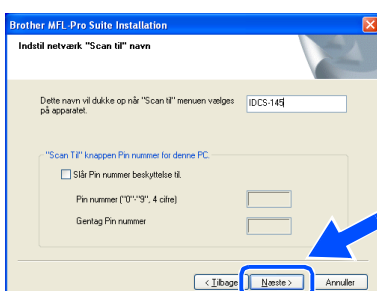 Brother MFL-Pro Suite Installation
Indstil netværk "Scan til" navn
Dette navn vil dukke op når "Scan til" menuen vælges
på apparatet.
IDCS-145
"Scan Til" knappen Pin nummer for denne PC.
Slår Pin nummer beskyttelse til.
Pin nummer ("0"-"9", 4 cifre)
Gentag Pin nummer
< Tilbage
Næste >
Annuller